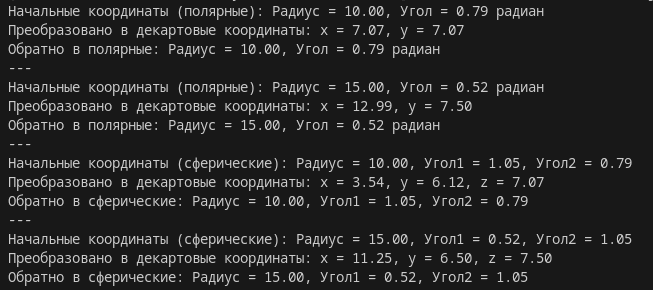 Начальные координаты (полярные): Радиус = 10.00, Угол = 0.79 радиан
Преобразовано в декартовые координаты: x = 7.07, y = 7.07
Обратно в полярные: Радиус = 10.00, Угол = 0.79 радиан
---
Начальные координаты (полярные): Радиус = 15.00, Угол = 0.52 радиан
Преобразовано в декартовые координаты: x = 12.99, y = 7.50
Обратно в полярные: Радиус = 15.00, Угол = 0.52 радиан
---
Начальные координаты (сферические): Радиус = 10.00, Угол1 = 1.05, Угол2 = 0.79
Преобразовано в декартовые координаты: x = 3.54, y = 6.12, z = 7.07
Обратно в сферические: Радиус = 10.00, Угол1 = 1.05, Угол2 = 0.79
---
Начальные координаты (сферические): Радиус = 15.00, Угол1 = 0.52, Угол2 = 1.05
Преобразовано в декартовые координаты: x = 11.25, y = 6.50, z = 7.50
Обратно в сферические: Радиус = 15.00, Угол1 = 0.52, Угол2 = 1.05